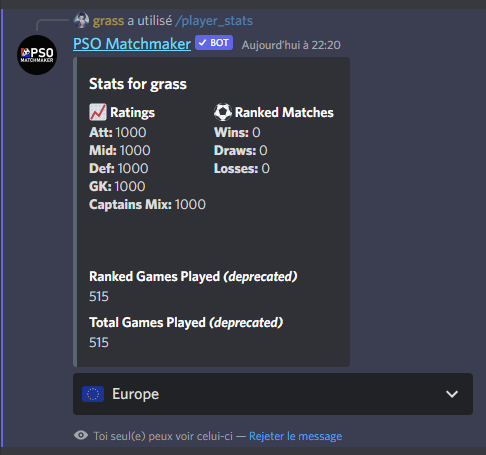 grass a utilisé /player_stats
PSO
MATCHMAKER
PSO Matchmaker ✓ BOT Aujourd'hui à 22:20
Stats for grass
Ratings
Att: 1000
Mid: 1000
Def: 1000
GK: 1000
Captains Mix: 1000
Ranked Matches
Wins: 0
Draws: 0
Losses: 0
Ranked Games Played (deprecated)
515
Total Games Played (deprecated)
515
Europe
Toi seul(e) peux voir celui-ci — Rejeter le message